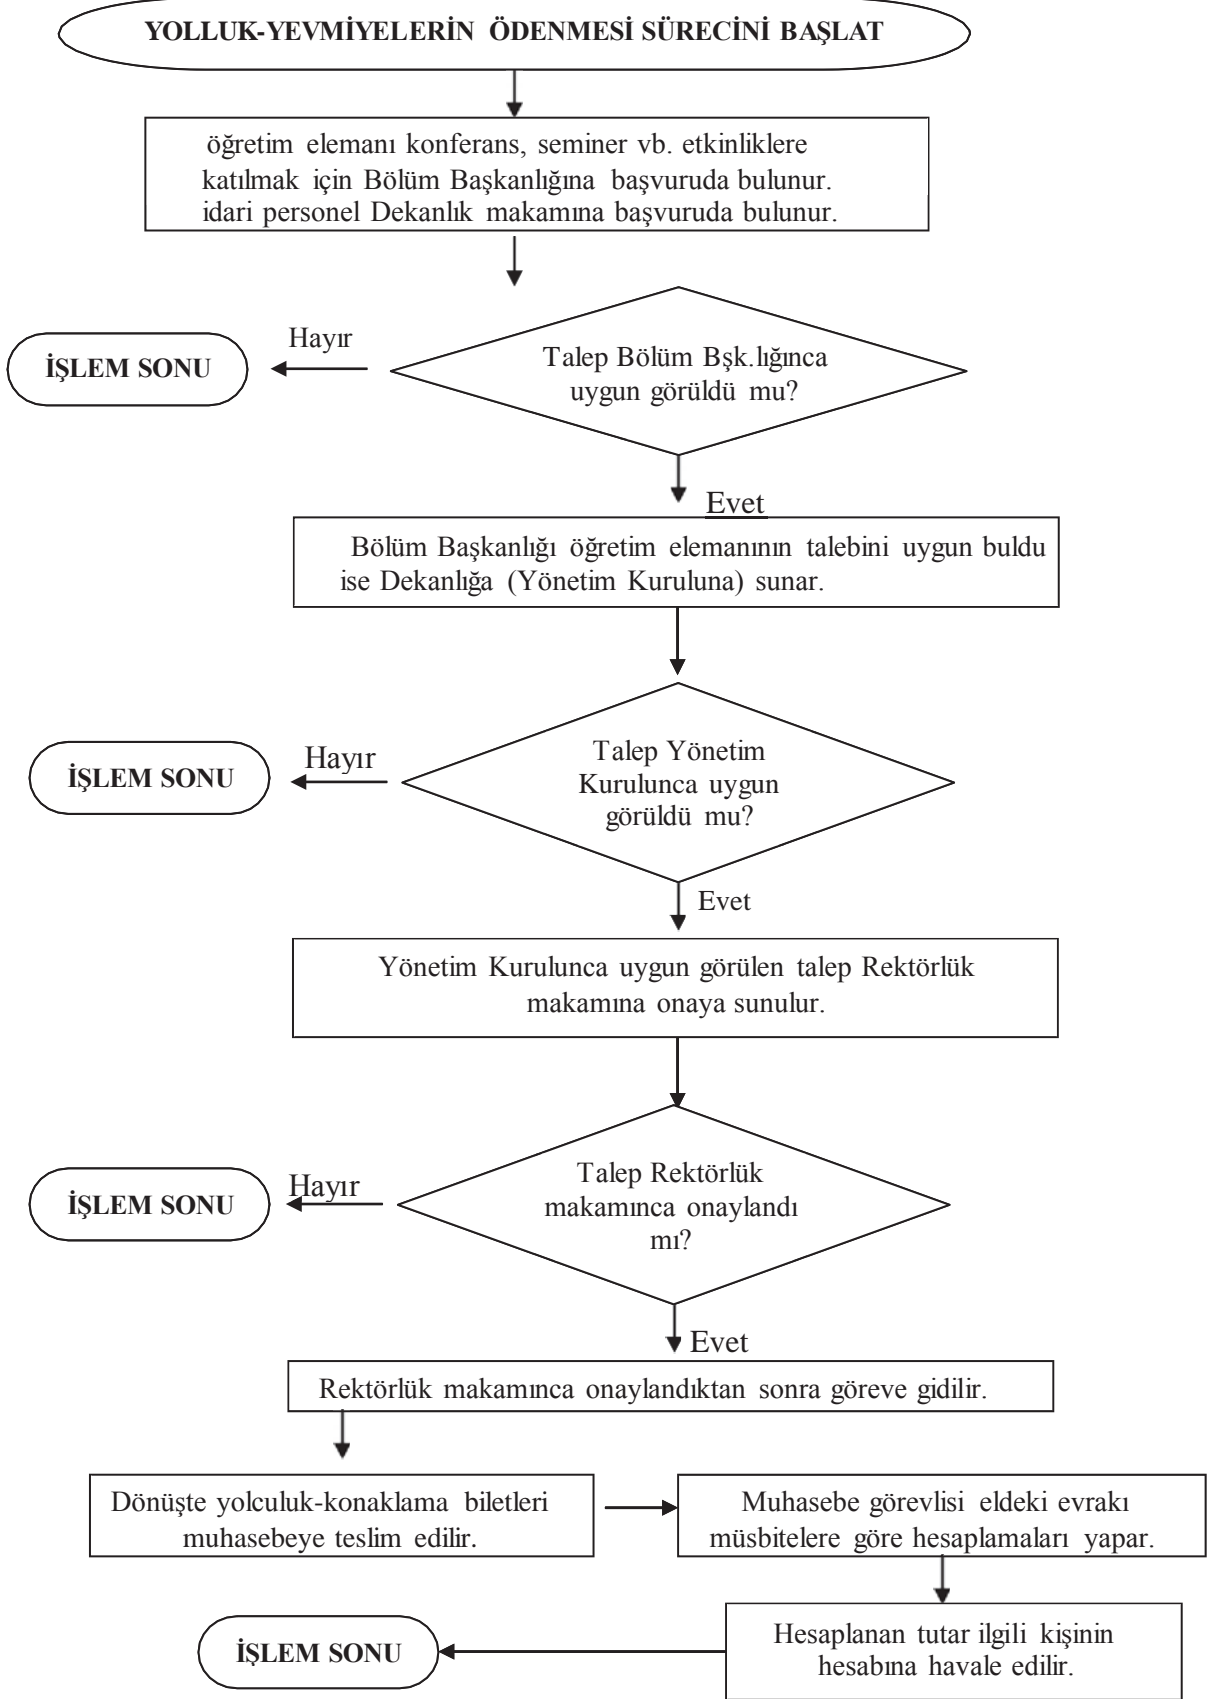 YOLLUK-YEVMİYELERİN ÖDENMESİ SÜRECİNİ BAŞLAT
öğretim elemanı konferans, seminer vb. etkinliklere
katılmak için Bölüm Başkanlığına başvuruda bulunur.
idari personel Dekanlık makamına başvuruda bulunur.
Hayır
İŞLEM SONU
Talep Bölüm Bşk.lığınca
uygun görüldü mu?
Evet
Bölüm Başkanlığı öğretim elemanının talebini uygun buldu
ise Dekanlığa (Yönetim Kuruluna) sunar.
Hayır
İŞLEM SONU
Talep Yönetim
Kurulunca uygun
görüldü mu?
Evet
Yönetim Kurulunca uygun görülen talep Rektörlük
makamına onaya sunulur.
Hayır
İŞLEM SONU
Talep Rektörlük
makamınca onaylandı
mı?
Evet
Rektörlük makamınca onaylandıktan sonra göreve gidilir.
Dönüşte yolculuk-konaklama biletleri
muhasebeye teslim edilir.
Muhasebe görevlisi eldeki evrakı
müsbitelere göre hesaplamaları yapar.
Hesaplanan tutar ilgili kişinin
hesabına havale edilir.
İŞLEM SONU